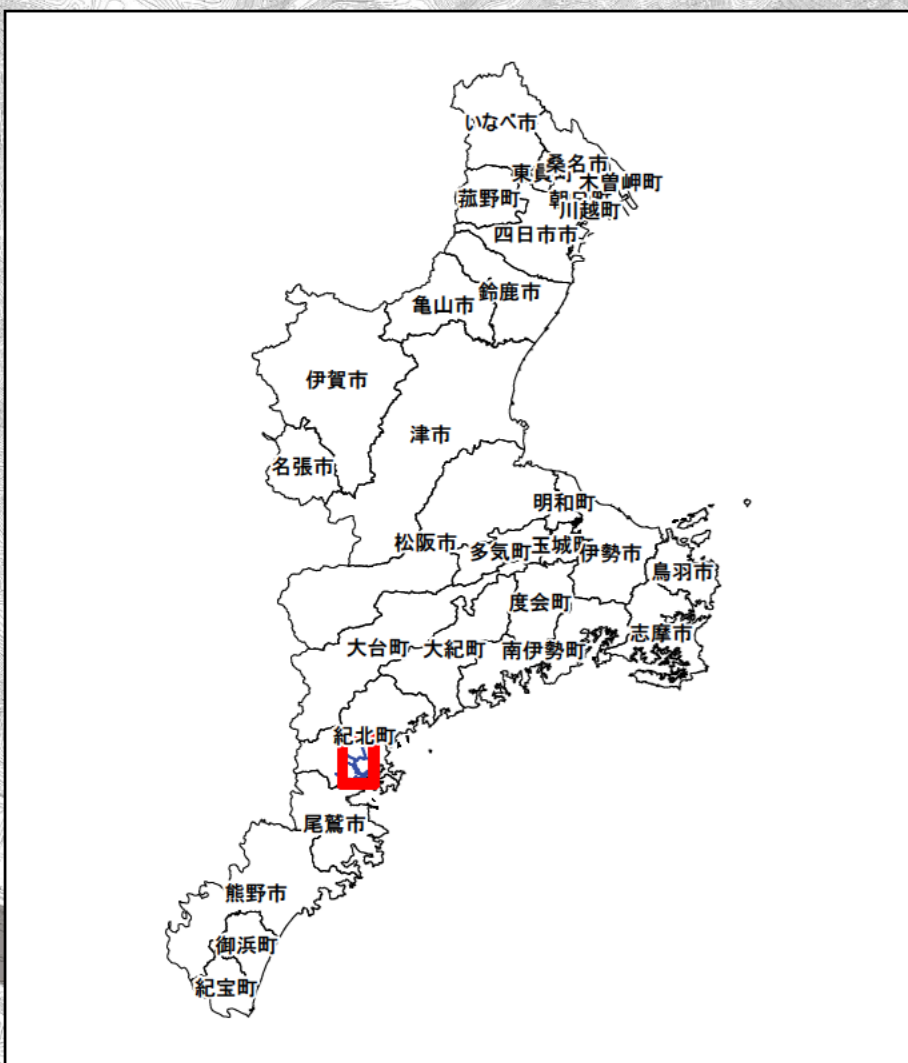 いなべ市
桑名市
木曽岬町
菰野町
川越町
四日市市
鈴鹿市
亀山市
伊賀市
津市
名張市
明和町
松阪市
多気町
玉城町
伊勢市
鳥羽市
度会町
志摩市
大台町
大紀町
南伊勢町
紀北町
尾鷲市
熊野市
御浜町
紀宝町